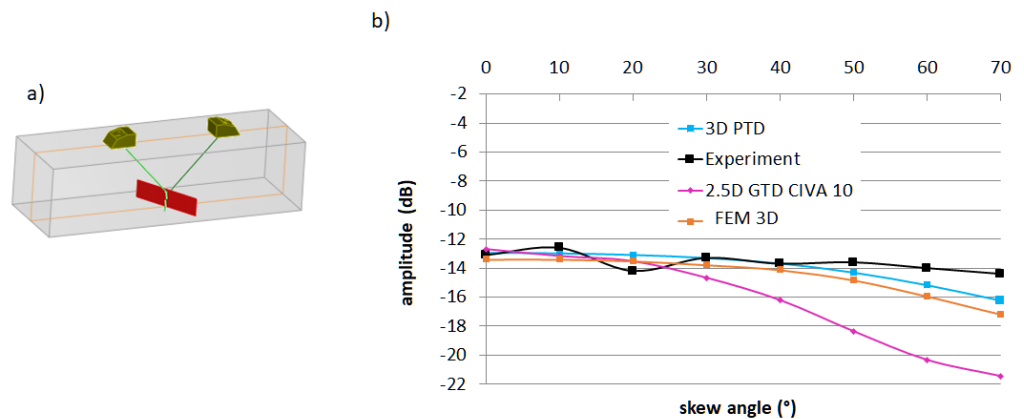 b)
a)
0 10 20 30 40 50 60 70
-2
-4
-6
-8
-10
-12
-14
-16
-18
-20
-22
amplitude (dB)
3D PTD
Experiment
2.5D GTD CIVA 10
FEM 3D
skew angle (°)